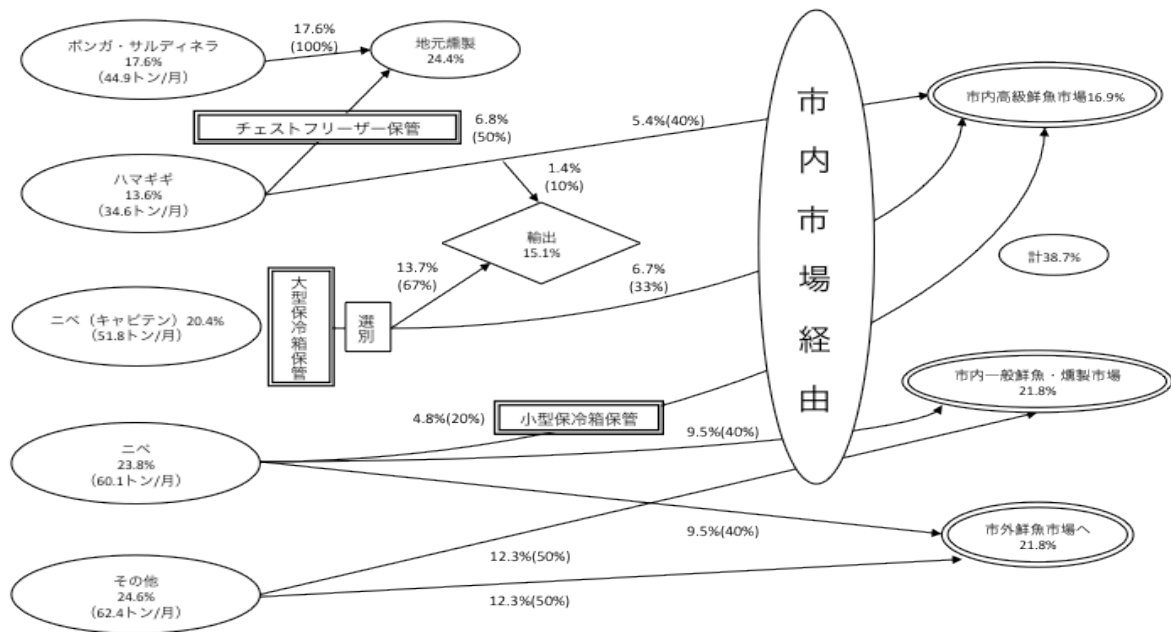 ボンガ・サルディネラ
17.6%
(44.9トン/月)
17.6%
(100%)
地元燻製
24.4%
チェストフリーザー保管
6.8%
(50%)
5.4%(40%)
市内高級鮮魚市場16.9%
ハマギギ
13.6%
(34.6トン/月)
1.4%
(10%)
輸出
15.1%
市内市場経由
計38.7%
大型保冷箱保管
選別
13.7%
(67%)
6.7%
(33%)
ニベ（キャピテン）20.4%
(51.8トン/月)
市内一般鮮魚・燻製市場
21.8%
4.8%(20%)
小型保冷箱保管
9.5%(40%)
ニベ
23.8%
(60.1トン/月)
9.5%(40%)
市外鮮魚市場へ
21.8%
12.3%(50%)
その他
24.6%
(62.4トン/月)
12.3%(50%)